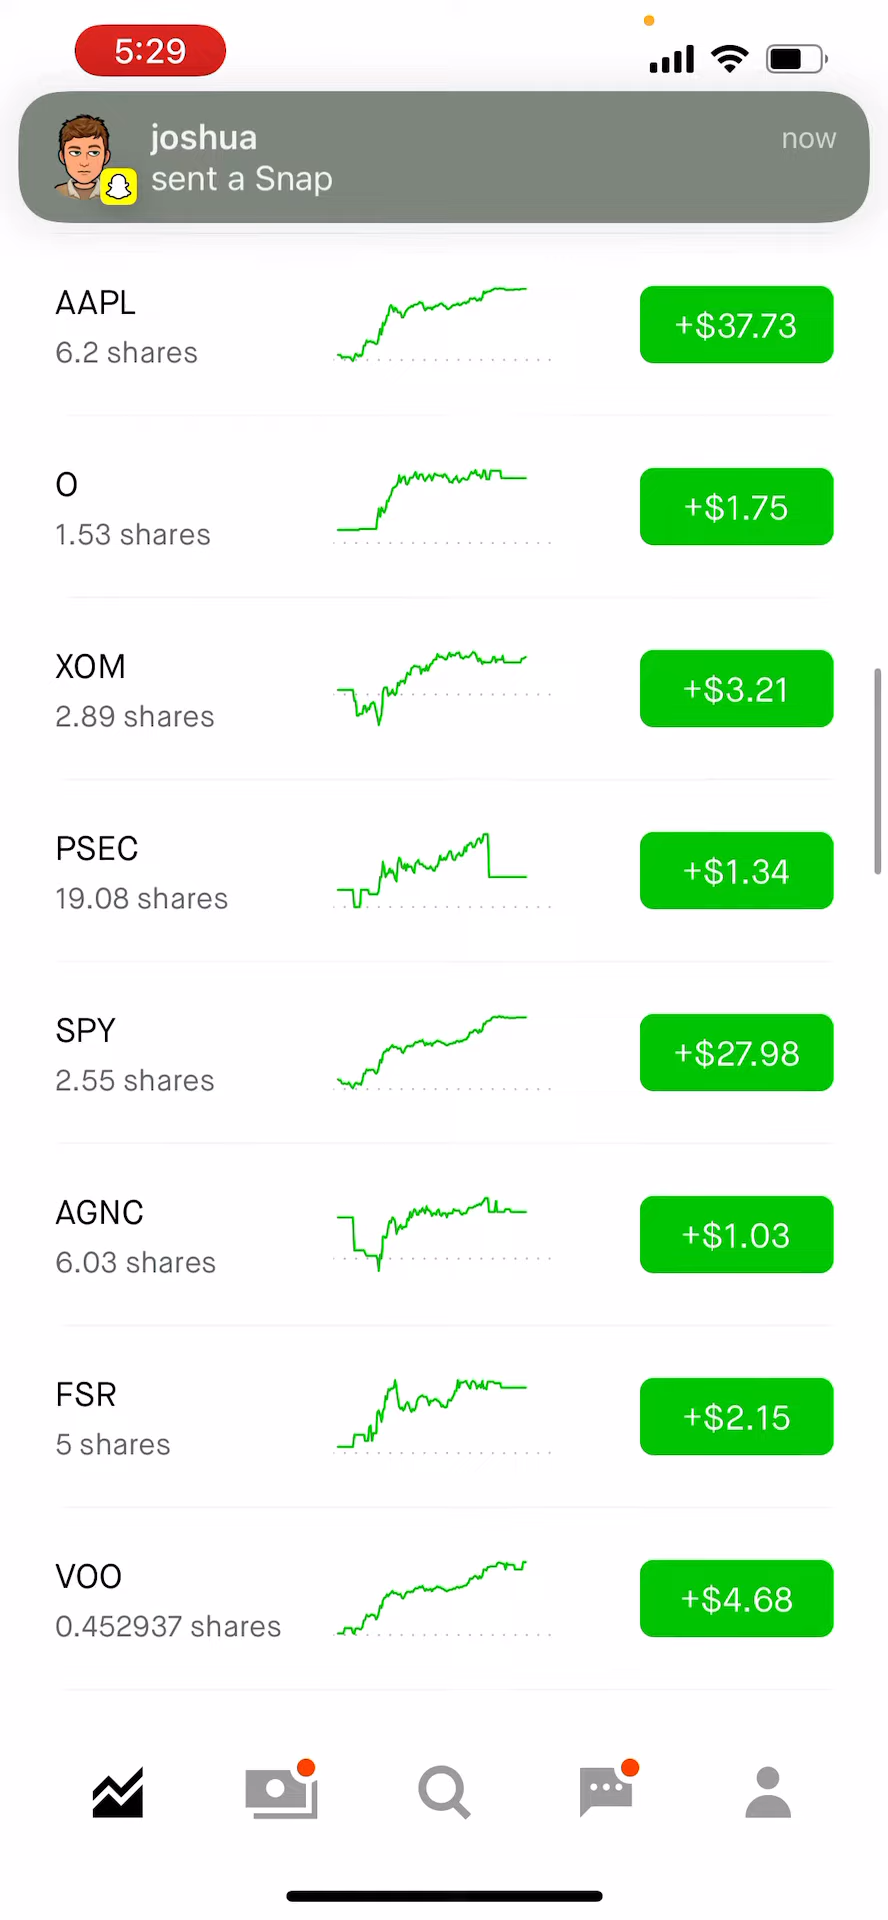 5:29
joshua
now
sent a Snap
AAPL
6.2 shares
+$37.73
O
1.53 shares
+$1.75
XOM
2.89 shares
+$3.21
PSEC
19.08 shares
+$1.34
SPY
2.55 shares
+$27.98
AGNC
6.03 shares
+$1.03
FSR
5 shares
+$2.15
VOO
0.452937 shares
+$4.68